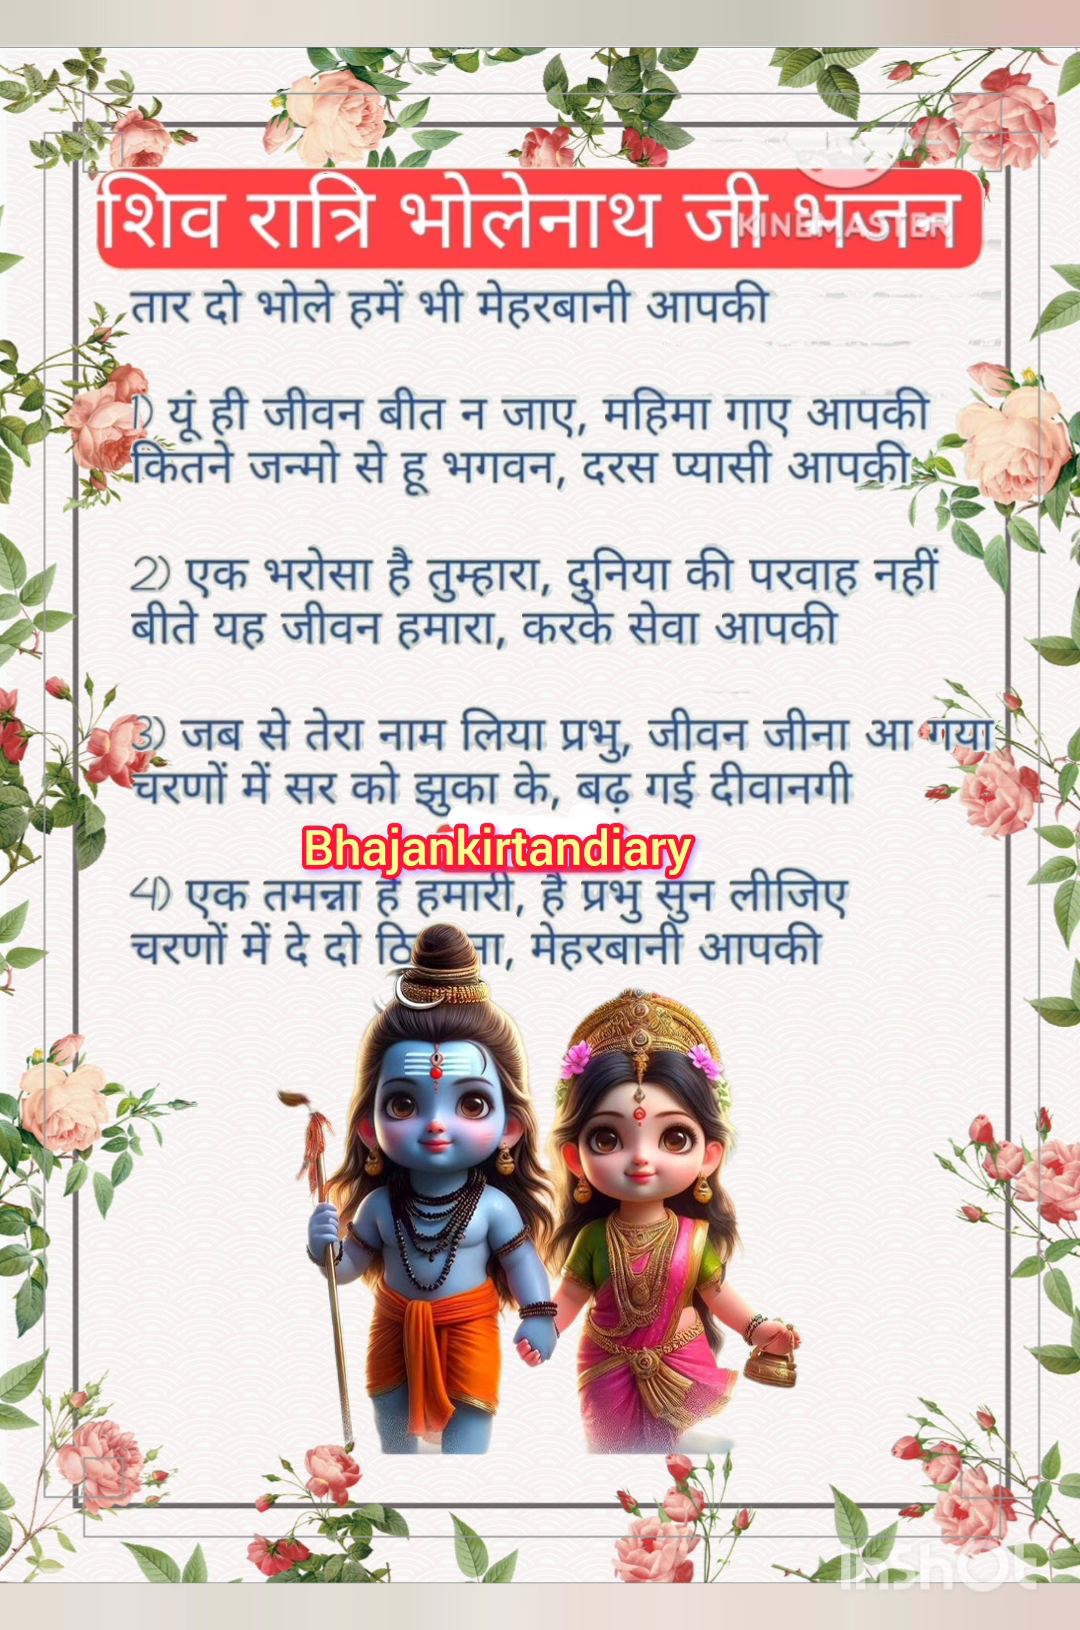 शिव रात्रि भोलेनाथ जी भजन
KINEMASTER
तार दो भोले हमें भी मेहरबानी आपकी
1) यूं ही जीवन बीत न जाए, महिमा गाए आपकी
कितने जन्मो से हू भगवन, दरस प्यासी आपकी
2) एक भरोसा है तुम्हारा, दुनिया की परवाह नहीं
बीते यह जीवन हमारा, करके सेवा आपकी
3) जब से तेरा नाम लिया प्रभु, जीवन जीना आ गया
चरणों में सर को झुका के, बढ़ गई दीवानगी
Bhajankirtandiary
4) एक तमन्ना है हमारी, है प्रभु सुन लीजिए
चरणों में दे दो मेहरबानी आपकी
InShOt